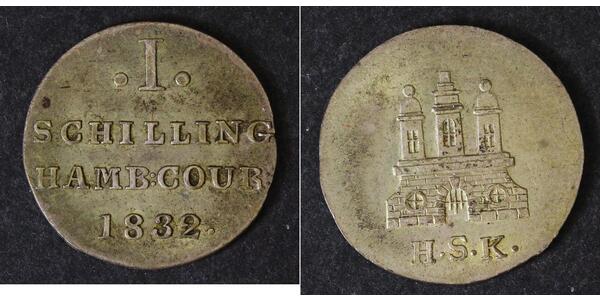 .I.
SCHILLING
HAMB:COUR
1832.
H.S.K.